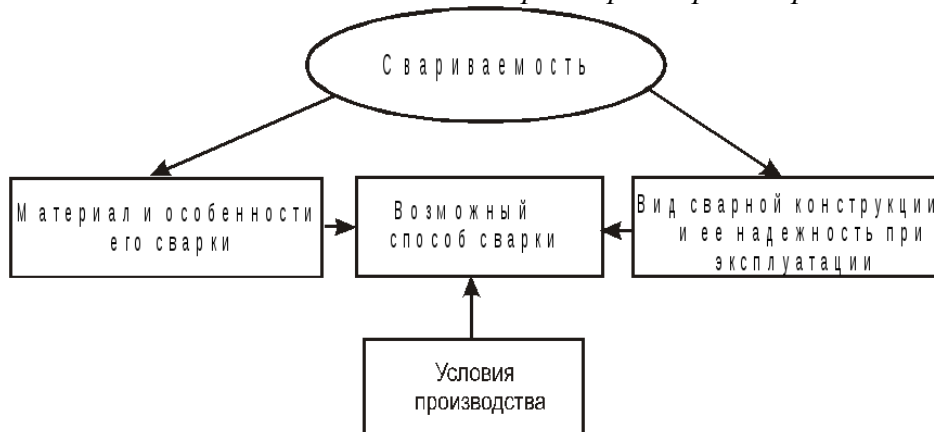 Свариваемость
Материал и особенности
его сварки
Возможный
способ сварки
Вид сварной конструкции
и ее надежность при
эксплуатации
Условия
производства